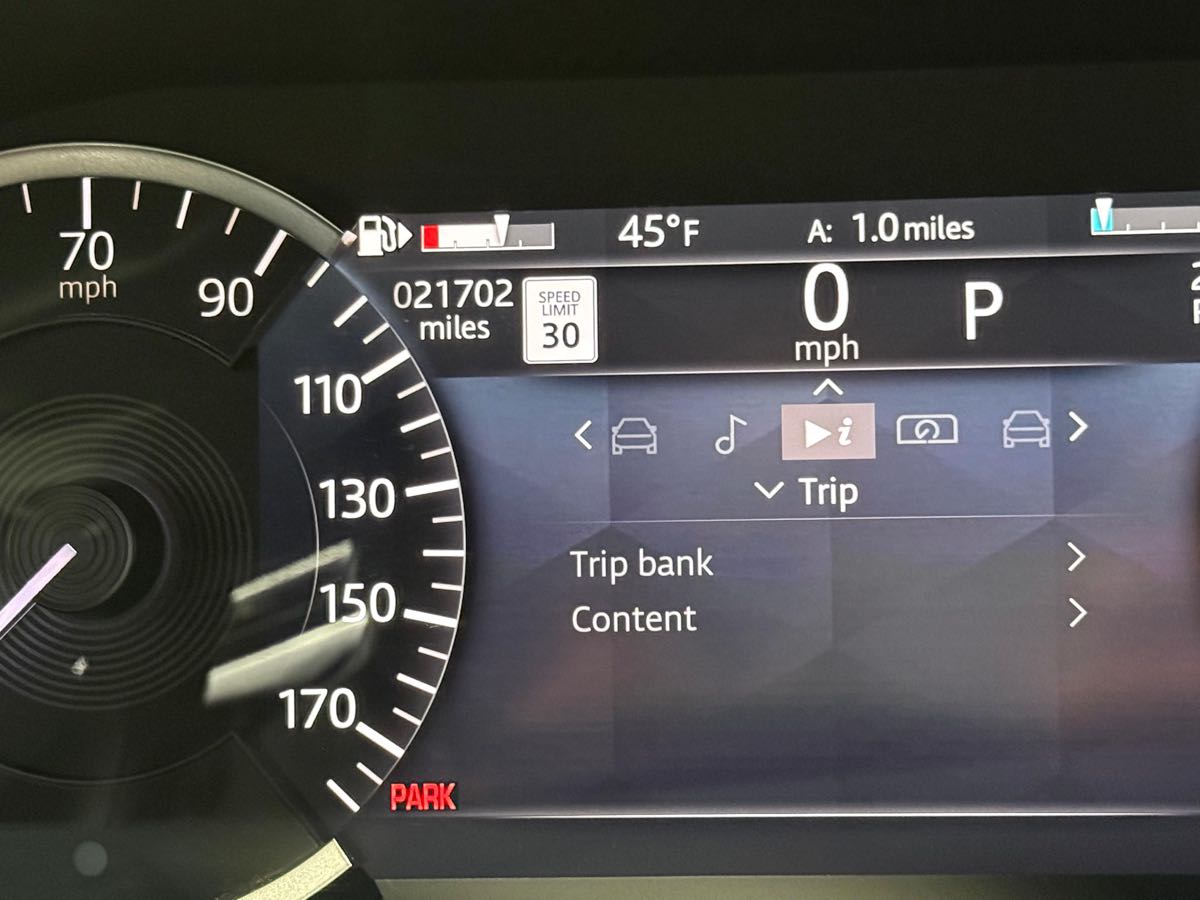 70
mph
90
110
130
150
170
45°F
A: 1.0 miles
021702
miles
SPEED
LIMIT
30
0
mph
P
Trip
Trip bank
Content
PARK